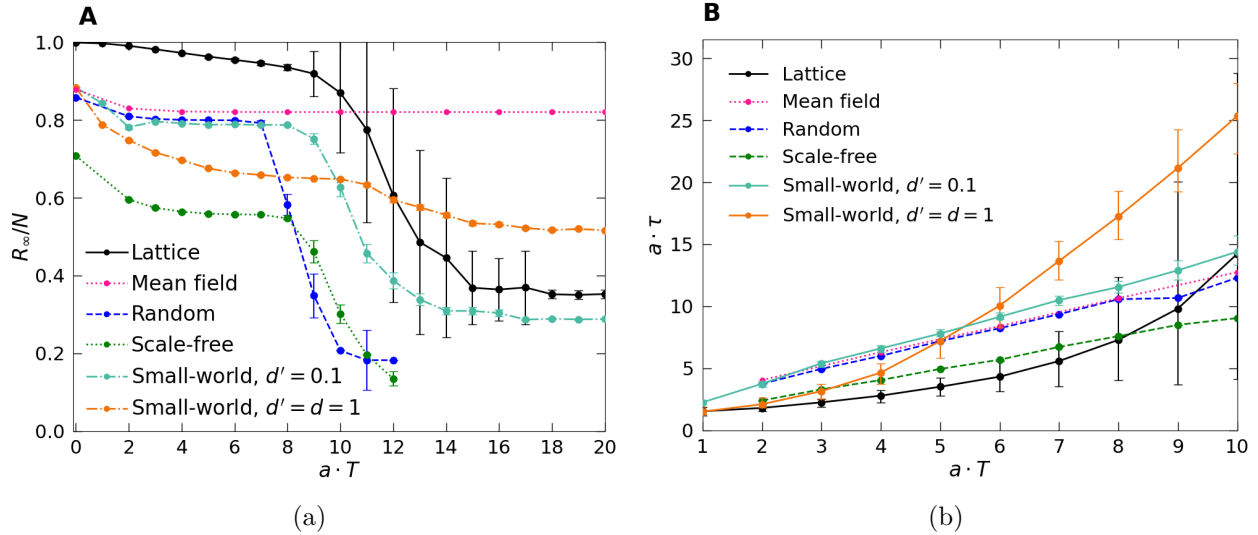 A
1.0
0.8
0.6
0.4
0.2
0.0
R∞/N
Lattice
Mean field
Random
Scale-free
Small-world, d′ = 0.1
Small-world, d′ = d = 1
0 2 4 6 8 10 12 14 16 18 20
a · T
(a)
B
30
25
20
15
10
5
0
a · τ
Lattice
Mean field
Random
Scale-free
Small-world, d′ = 0.1
Small-world, d′ = d = 1
1 2 3 4 5 6 7 8 9 10
a · T
(b)